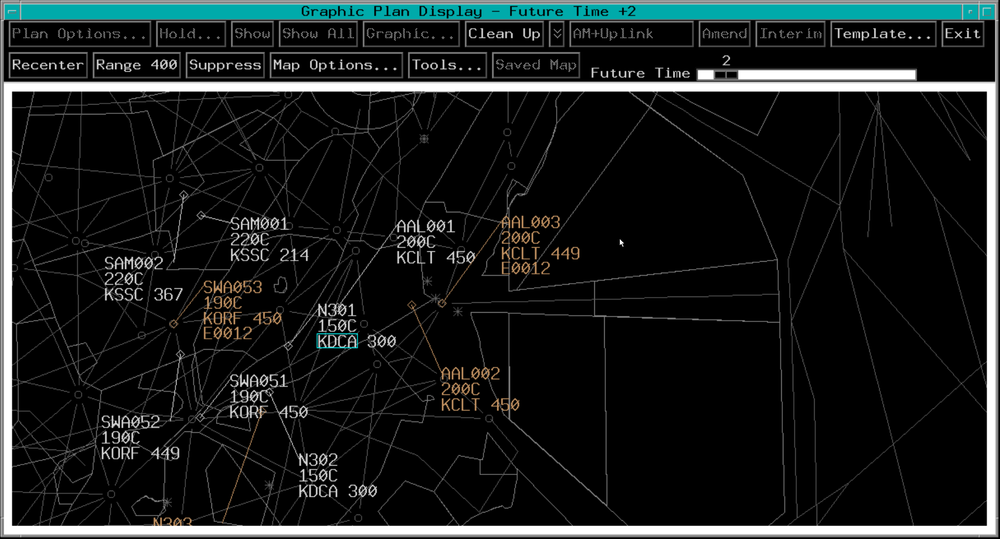 Graphic Plan Display - Future Time +2
Plan Options... Hold... Show Show All Graphic... Clean Up AM+Uplink Amend Interim Template... Exit
Recenter Range 400 Suppress Map Options... Tools... Saved Map Future Time 2
SAM001
220C
KSSC 214
AAL001
200C
KCLT 450
AAL003
200C
KCLT 449
E0012
SAM002
220C
KSSC 367
SWA053
190C
KORF 450
E0012
N301
150C
KDCA 300
SWA051
190C
KORF 450
AAL002
200C
KCLT 450
SWA052
190C
KORF 449
N302
150C
KDCA 300
N303